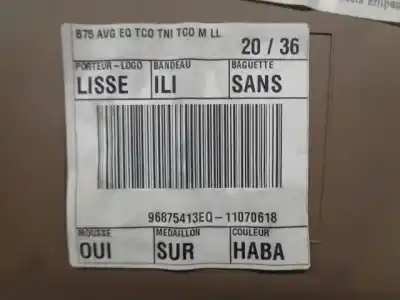 B75 AVG EQ TCO TNI TCO M LL
20 / 36
PORTEUR-LOGO BANDEAU BAGUETTE
LISSE ILI SANS
96875413EQ-11070618
MOUSSE MEDAILLON COULEUR
OUI SUR HABA